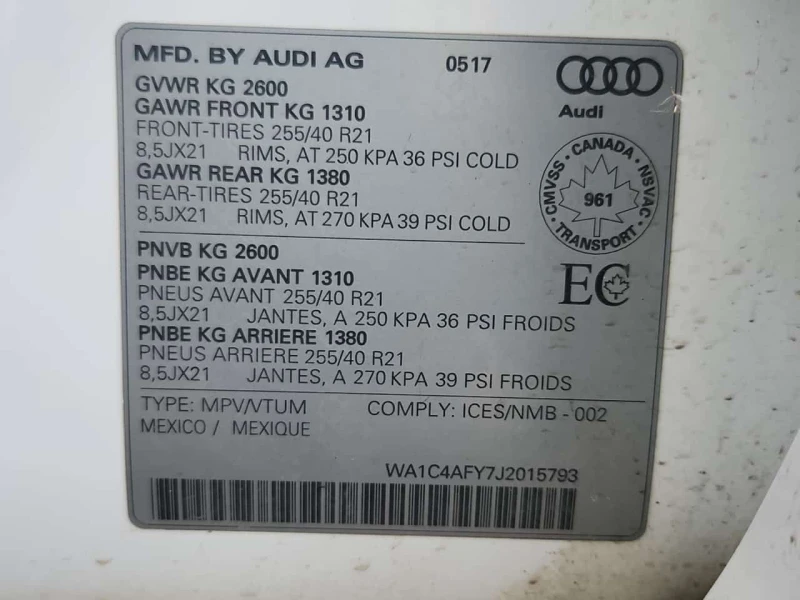 MFD. BY AUDI AG 0517
Audi
GVWR KG 2600
GAWR FRONT KG 1310
FRONT-TIRES 255/40 R21
8,5JX21 RIMS, AT 250 KPA 36 PSI COLD
GAWR REAR KG 1380
REAR-TIRES 255/40 R21
8,5JX21 RIMS, AT 270 KPA 39 PSI COLD
CMVSS • CANADA • NSVAC • TRANSPORT •
961
PNVB KG 2600
PNBE KG AVANT 1310
PNEUS AVANT 255/40 R21
8,5JX21 JANTES, A 250 KPA 36 PSI FROIDS
PNBE KG ARRIERE 1380
PNEUS ARRIERE 255/40 R21
8,5JX21 JANTES, A 270 KPA 39 PSI FROIDS
EC
TYPE: MPV/VTUM COMPLY: ICES/NMB - 002
MEXICO / MEXIQUE
WA1C4AFY7J2015793